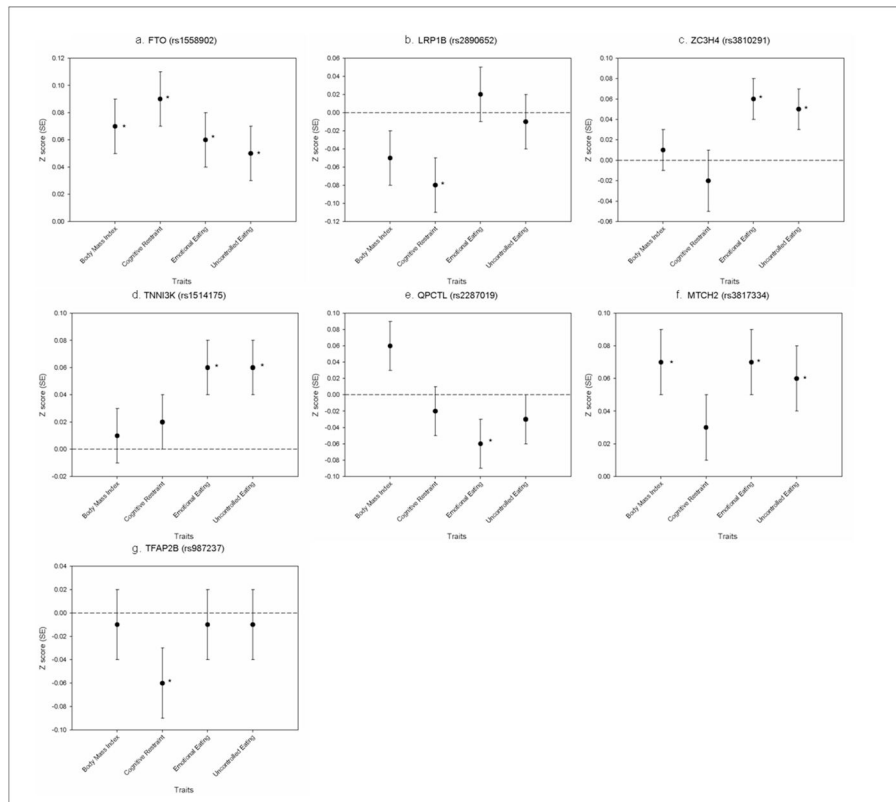 a. FTO (rs1558902)
Z score (SE)
0.12
0.10
0.08
0.06
0.04
0.02
0.00
*
*
*
*
Body Mass Index
Cognitive Restraint
Emotional Eating
Uncontrolled Eating
Traits
b. LRP1B (rs2890652)
Z score (SE)
0.06
0.04
0.02
0.00
-0.02
-0.04
-0.06
-0.08
-0.10
-0.12
*
Body Mass Index
Cognitive Restraint
Emotional Eating
Uncontrolled Eating
Traits
c. ZC3H4 (rs3810291)
Z score (SE)
0.10
0.08
0.06
0.04
0.02
0.00
-0.02
-0.04
-0.06
*
*
Body Mass Index
Cognitive Restraint
Emotional Eating
Uncontrolled Eating
Traits
d. TNNI3K (rs1514175)
Z score (SE)
0.10
0.08
0.06
0.04
0.02
0.00
-0.02
*
*
Body Mass Index
Cognitive Restraint
Emotional Eating
Uncontrolled Eating
Traits
e. QPCTL (rs2287019)
Z score (SE)
0.10
0.08
0.06
0.04
0.02
0.00
-0.02
-0.04
-0.06
-0.08
-0.10
*
Body Mass Index
Cognitive Restraint
Emotional Eating
Uncontrolled Eating
Traits
f. MTCH2 (rs3817334)
Z score (SE)
0.10
0.08
0.06
0.04
0.02
0.00
*
*
*
Body Mass Index
Cognitive Restraint
Emotional Eating
Uncontrolled Eating
Traits
g. TFAP2B (rs987237)
Z score (SE)
0.04
0.02
0.00
-0.02
-0.04
-0.06
-0.08
-0.10
*
Body Mass Index
Cognitive Restraint
Emotional Eating
Uncontrolled Eating
Traits